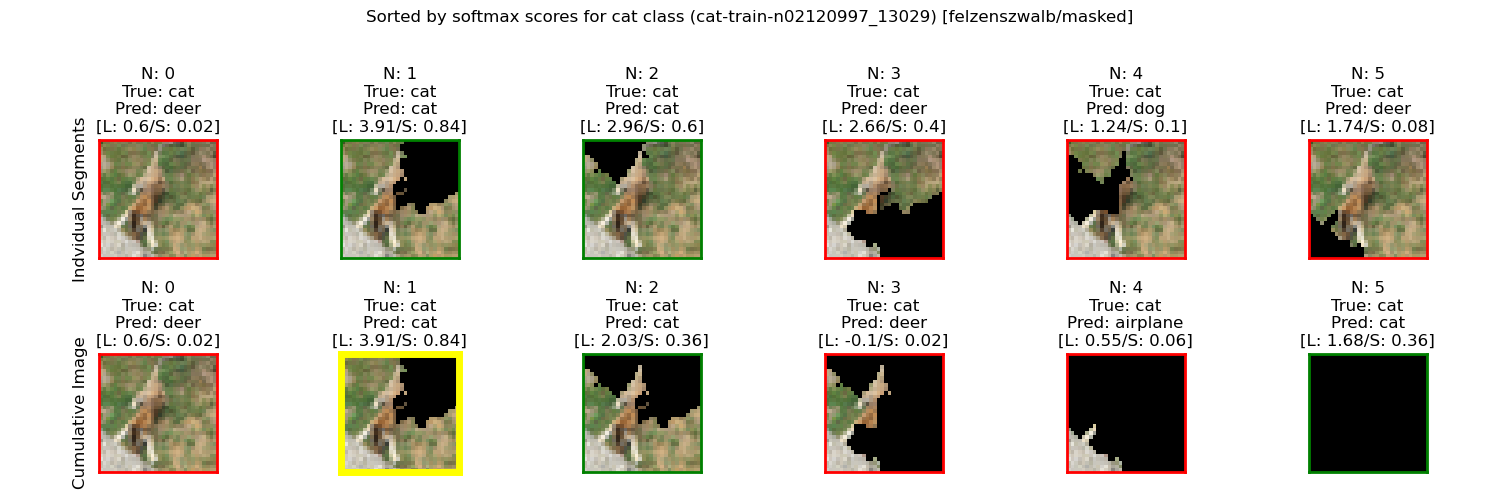 Sorted by softmax scores for cat class (cat-train-n02120997_13029) [felzenszwalb/masked]
Indvidual Segments
N: 0
True: cat
Pred: deer
[L: 0.6/S: 0.02]
N: 1
True: cat
Pred: cat
[L: 3.91/S: 0.84]
N: 2
True: cat
Pred: cat
[L: 2.96/S: 0.6]
N: 3
True: cat
Pred: deer
[L: 2.66/S: 0.4]
N: 4
True: cat
Pred: dog
[L: 1.24/S: 0.1]
N: 5
True: cat
Pred: deer
[L: 1.74/S: 0.08]
Cumulative Image
N: 0
True: cat
Pred: deer
[L: 0.6/S: 0.02]
N: 1
True: cat
Pred: cat
[L: 3.91/S: 0.84]
N: 2
True: cat
Pred: cat
[L: 2.03/S: 0.36]
N: 3
True: cat
Pred: deer
[L: -0.1/S: 0.02]
N: 4
True: cat
Pred: airplane
[L: 0.55/S: 0.06]
N: 5
True: cat
Pred: cat
[L: 1.68/S: 0.36]